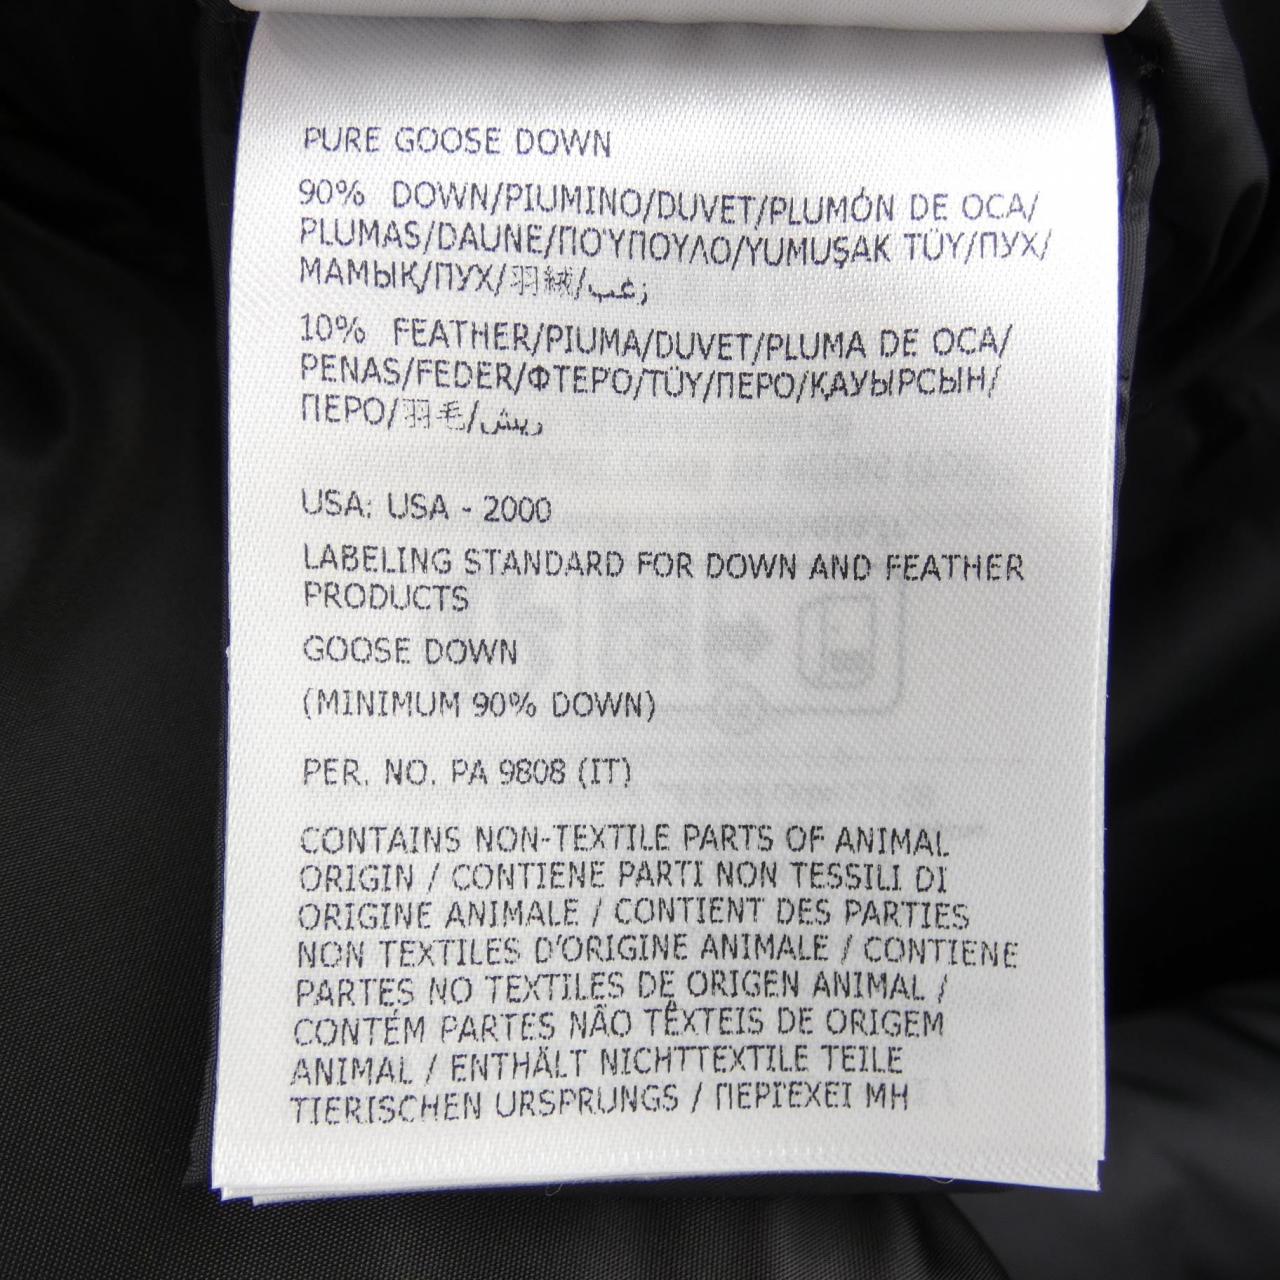 PURE GOOSE DOWN
90% DOWN/PIUMINO/DUVET/PLUMÓN DE OCA/
PLUMAS/DAUNE/ΠΟΎΠΟΥΛΟ/YUMUŞAK TÜY/ПУХ/
МАМЫҚ/ПУХ/羽絨/زغب
10% FEATHER/PIUMA/DUVET/PLUMA DE OCA/
PENAS/FEDER/ΦΤΕΡΌ/TÜY/ПЕРО/ҚАУЫРСЫН/
ПЕРО/羽毛/ريش
USA: USA - 2000
LABELING STANDARD FOR DOWN AND FEATHER
PRODUCTS
GOOSE DOWN
(MINIMUM 90% DOWN)
PER. NO. PA 9808 (IT)
CONTAINS NON-TEXTILE PARTS OF ANIMAL
ORIGIN / CONTIENE PARTI NON TESSILI DI
ORIGINE ANIMALE / CONTIENT DES PARTIES
NON TEXTILES D'ORIGINE ANIMALE / CONTIENE
PARTES NO TEXTILES DE ORIGEN ANIMAL /
CONTÉM PARTES NÃO TÊXTEIS DE ORIGEM
ANIMAL / ENTHÄLT NICHTTEXTILE TEILE
TIERISCHEN URSPRUNGS / ΠΕΡΙΈΧΕΙ ΜΗ